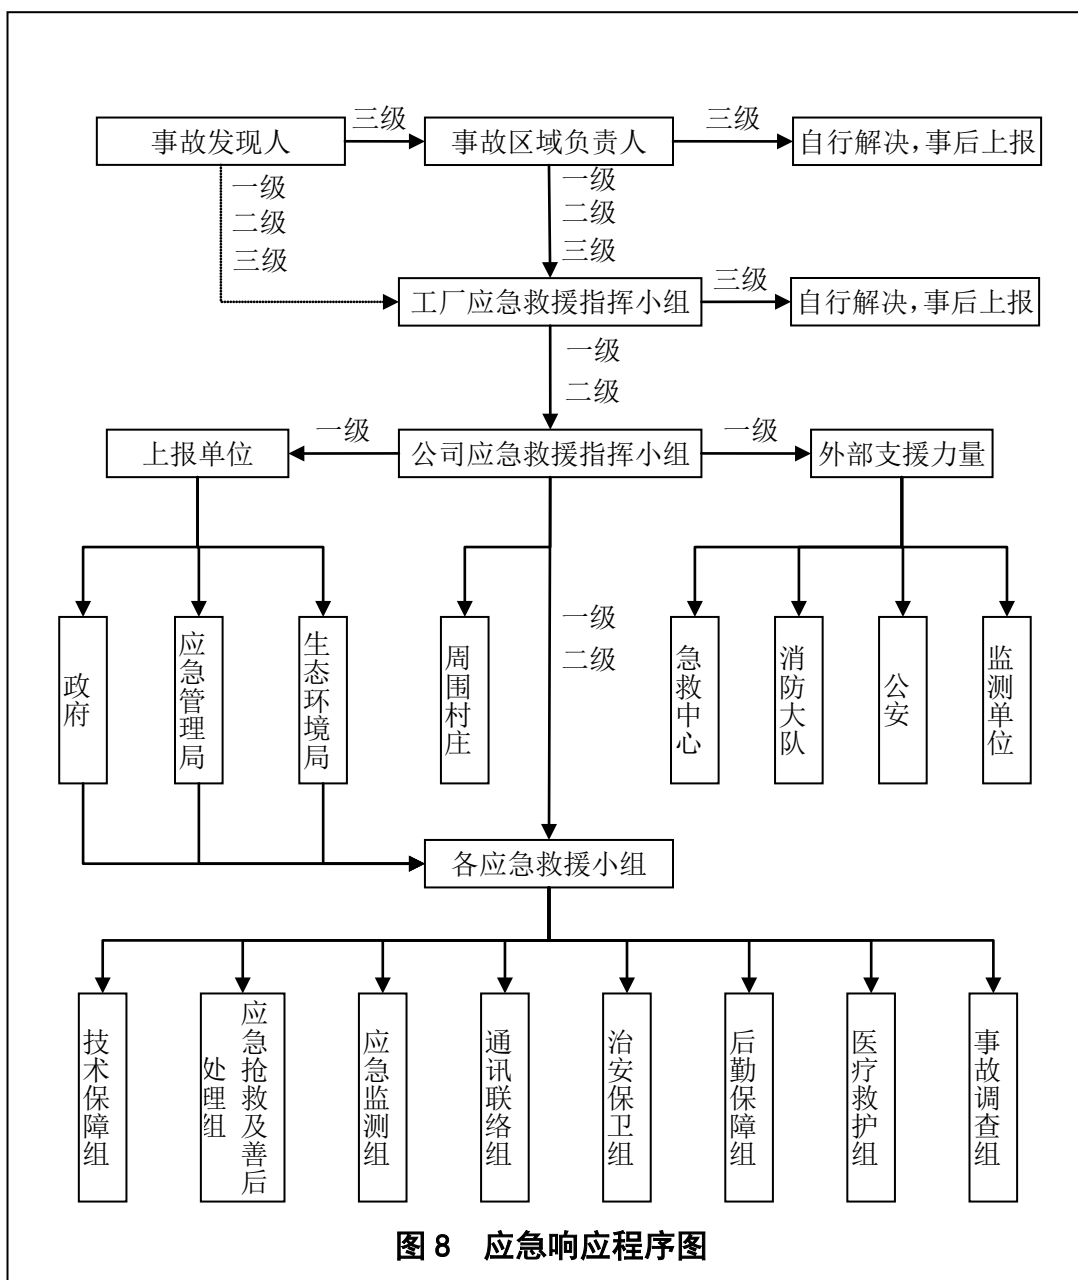 三级
三级
事故发现人
事故区域负责人
自行解决，事后上报
一级
二级
三级
一级
二级
三级
三级
工厂应急救援指挥小组
自行解决，事后上报
一级
二级
一级
一级
上报单位
公司应急救援指挥小组
外部支援力量
一级
二级
政府
应急管理局
生态环境局
周围村庄
急救中心
消防大队
公安
监测单位
各应急救援小组
技术保障组
应急抢救及善后
处理组
应急监测组
通讯联络组
治安保卫组
后勤保障组
医疗救护组
事故调查组
图 8 应急响应程序图